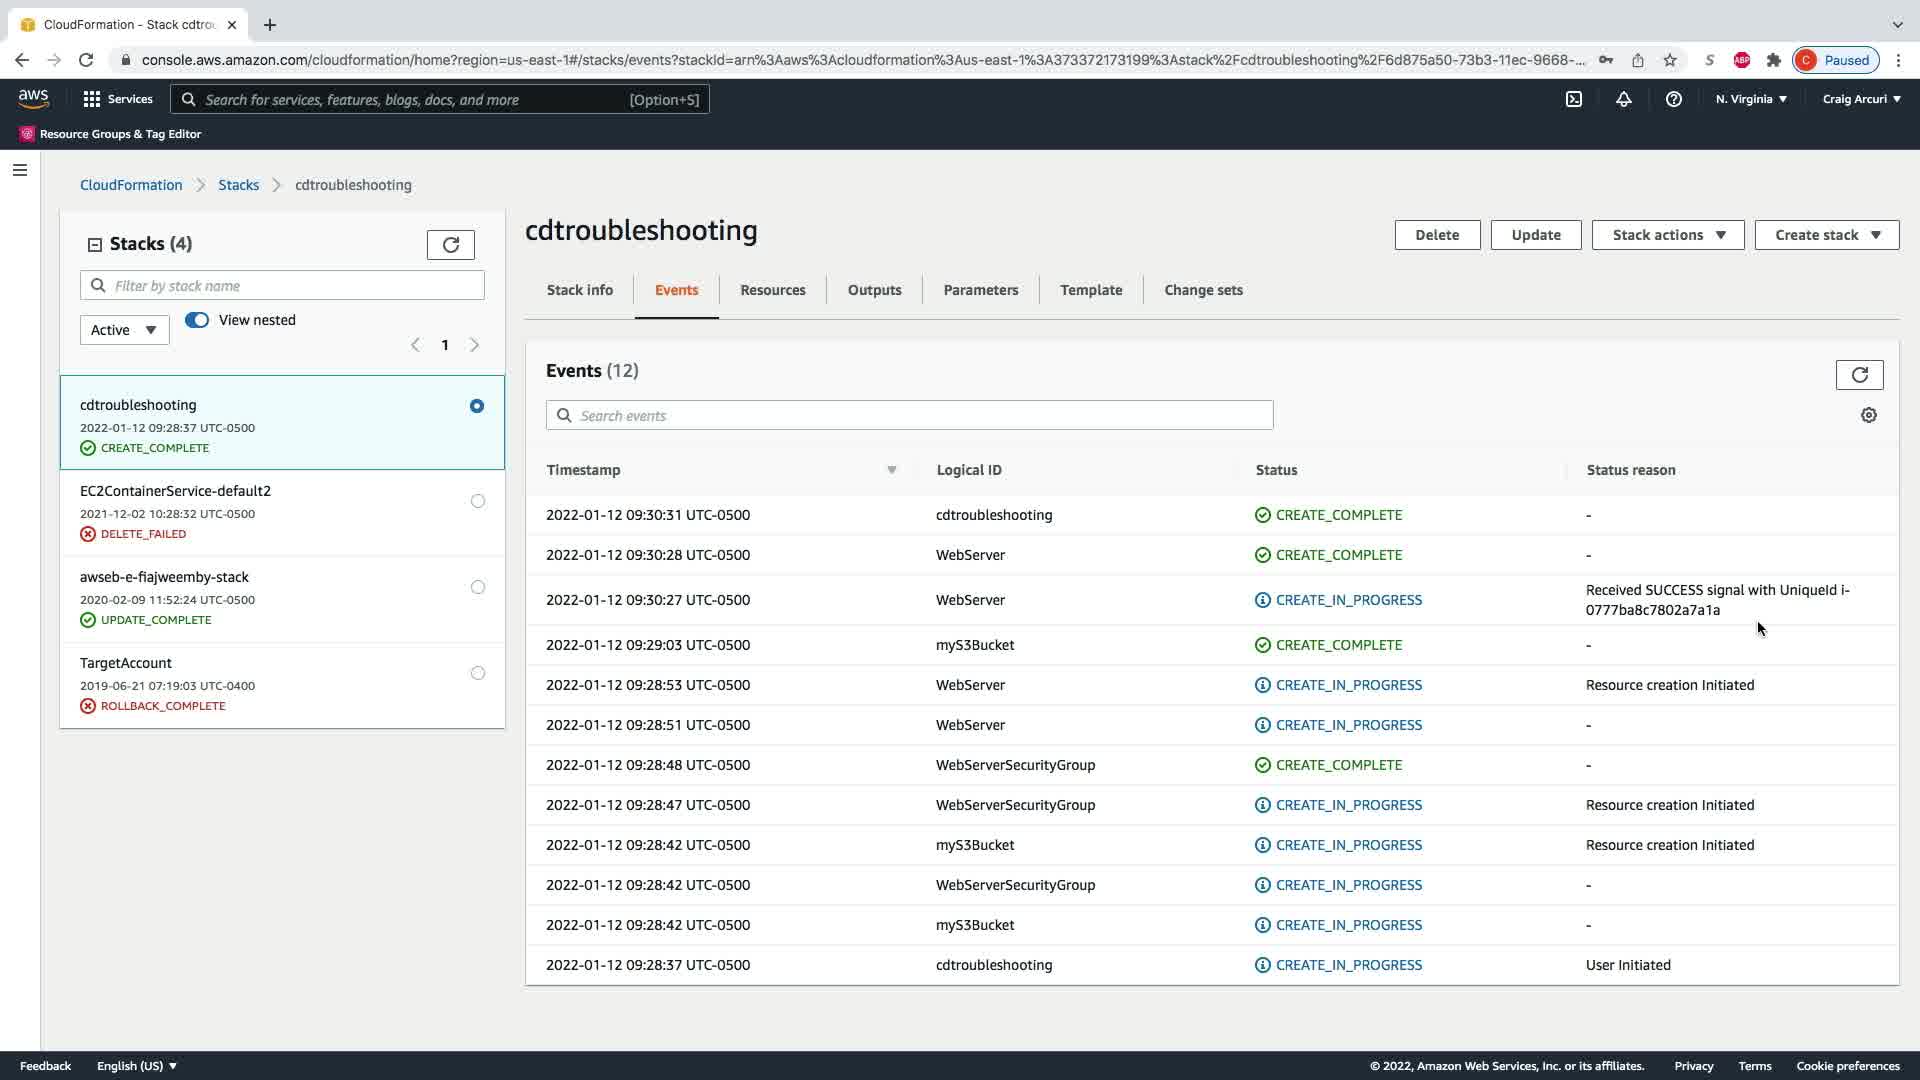 CloudFormation - Stack cdtrou
console.aws.amazon.com/cloudformation/home?region=us-east-1#/stacks/events?stackId=arn%3Aaws%3Acloudformation%3Aus-east-1%3A373372173199%3Astack%2Fcdtroubleshooting%2F6d875a50-73b3-11ec-9668-...
S
ABP
C Paused
aws
Services
Search for services, features, blogs, docs, and more [Option+S]
N. Virginia
Craig Arcuri
Resource Groups & Tag Editor
CloudFormation Stacks cdtroubleshooting
Stacks (4)
Filter by stack name
Active
View nested
1
cdtroubleshooting
2022-01-12 09:28:37 UTC-0500
CREATE_COMPLETE
EC2ContainerService-default2
2021-12-02 10:28:32 UTC-0500
DELETE_FAILED
awseb-e-fiajweemby-stack
2020-02-09 11:52:24 UTC-0500
UPDATE_COMPLETE
TargetAccount
2019-06-21 07:19:03 UTC-0400
ROLLBACK_COMPLETE
cdtroubleshooting
Delete Update Stack actions Create stack
Stack info Events Resources Outputs Parameters Template Change sets
Events (12)
Search events
Timestamp Logical ID Status Status reason
2022-01-12 09:30:31 UTC-0500 cdtroubleshooting CREATE_COMPLETE -
2022-01-12 09:30:28 UTC-0500 WebServer CREATE_COMPLETE -
2022-01-12 09:30:27 UTC-0500 WebServer CREATE_IN_PROGRESS Received SUCCESS signal with UniqueId i-
0777ba8c7802a7a1a
2022-01-12 09:29:03 UTC-0500 myS3Bucket CREATE_COMPLETE -
2022-01-12 09:28:53 UTC-0500 WebServer CREATE_IN_PROGRESS Resource creation Initiated
2022-01-12 09:28:51 UTC-0500 WebServer CREATE_IN_PROGRESS -
2022-01-12 09:28:48 UTC-0500 WebServerSecurityGroup CREATE_COMPLETE -
2022-01-12 09:28:47 UTC-0500 WebServerSecurityGroup CREATE_IN_PROGRESS Resource creation Initiated
2022-01-12 09:28:42 UTC-0500 myS3Bucket CREATE_IN_PROGRESS Resource creation Initiated
2022-01-12 09:28:42 UTC-0500 WebServerSecurityGroup CREATE_IN_PROGRESS -
2022-01-12 09:28:42 UTC-0500 myS3Bucket CREATE_IN_PROGRESS -
2022-01-12 09:28:37 UTC-0500 cdtroubleshooting CREATE_IN_PROGRESS User Initiated
Feedback English (US) © 2022, Amazon Web Services, Inc. or its affiliates. Privacy Terms Cookie preferences